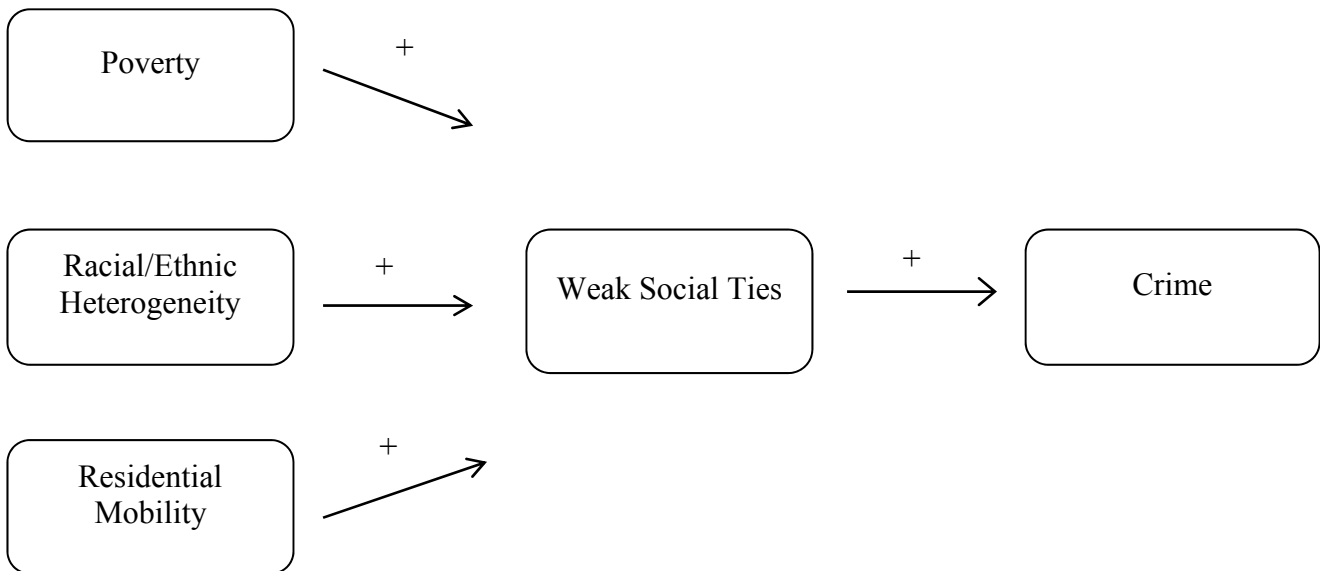 Poverty
+
Racial/Ethnic
Heterogeneity
+
Weak Social Ties
+
Crime
Residential
Mobility
+